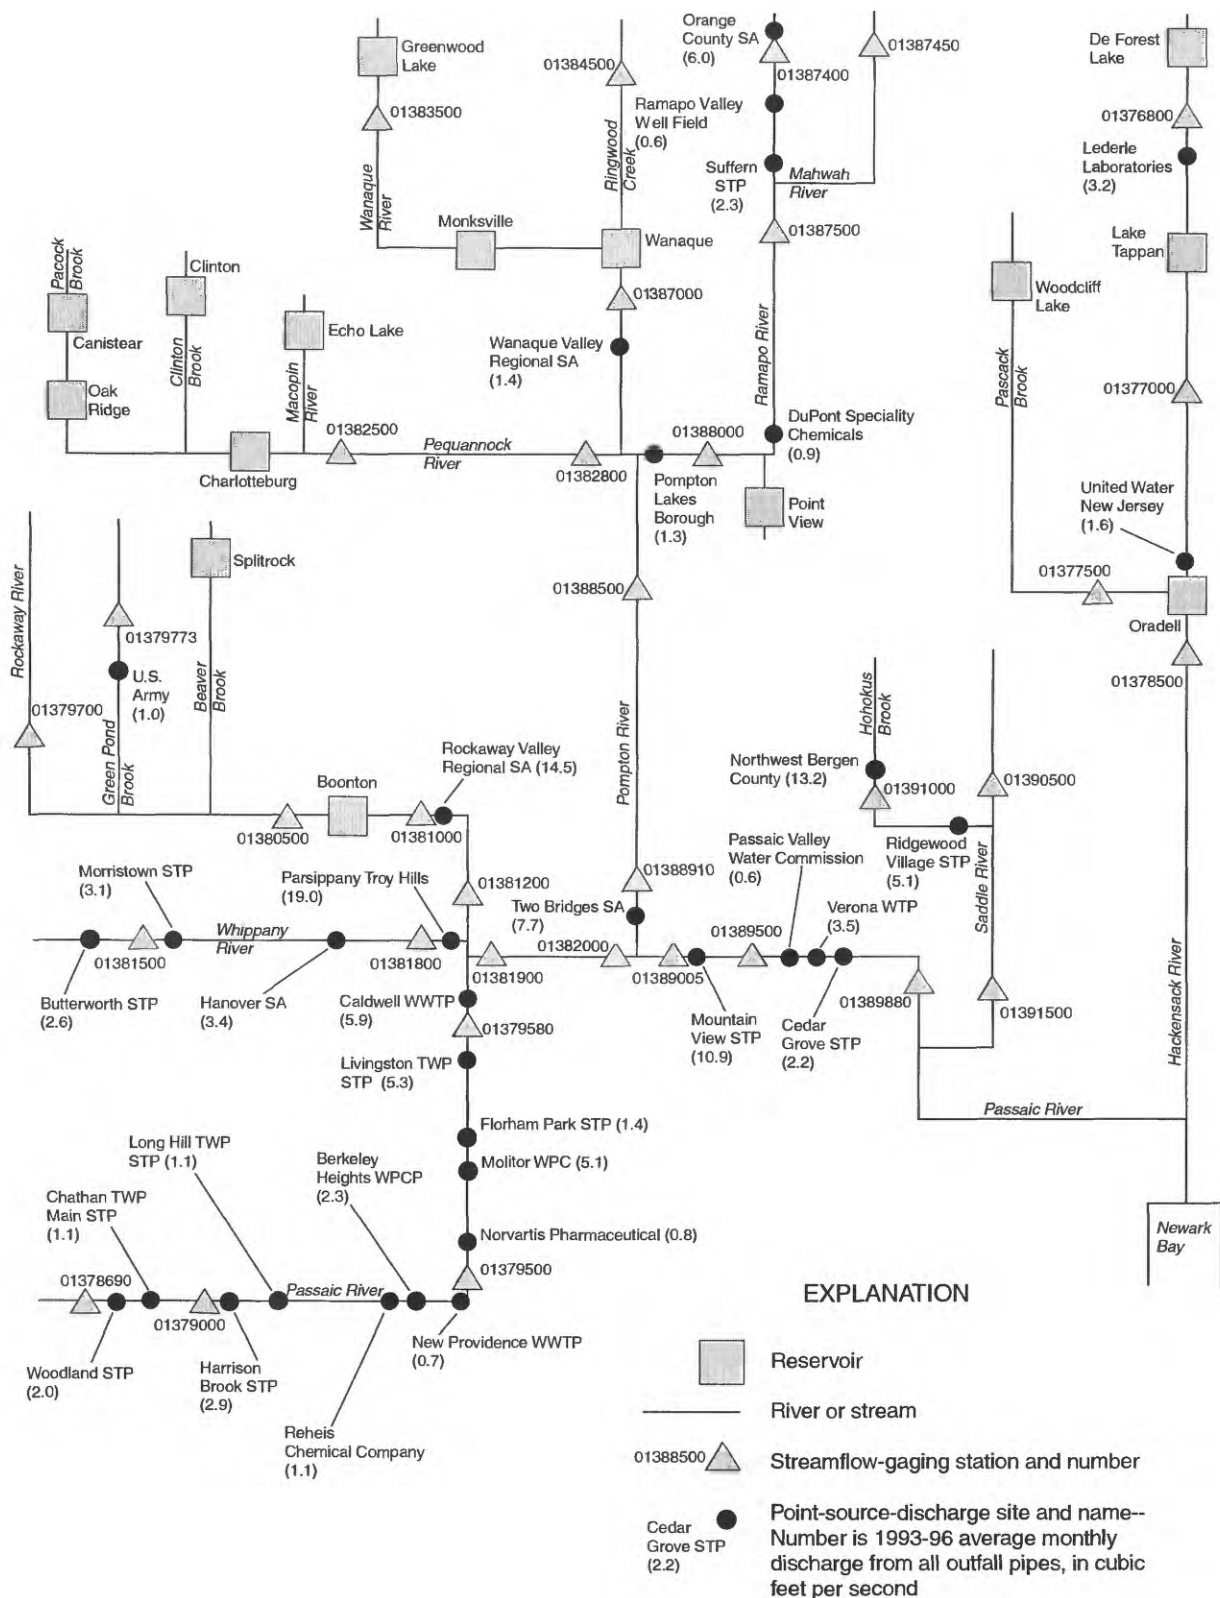 Greenwood
Lake
01383500
Wanaque
River
Monksville
01384500
Ringwood
Creek
Wanaque
01387000
Wanaque Valley
Regional SA
(1.4)
Orange
County SA
(6.0)
01387400
01387450
Ramapo Valley
Well Field
(0.6)
Suffern
STP
(2.3)
Mahwah
River
01387500
Ramapo River
DuPont Speciality
Chemicals
(0.9)
De Forest
Lake
01376800
Lederle
Laboratories
(3.2)
Lake
Tappan
Woodcliff
Lake
Pascack
Brook
01377000
United Water
New Jersey
(1.6)
01377500
Oradell
01378500
Hackensack River
Pacock
Brook
Canistear
Oak
Ridge
Clinton
Clinton
Brook
Echo Lake
Macopin
River
01382500
Charlotteburg
Pequannock
River
01382800
01388000
Pompton
Lakes
Borough
(1.3)
Point
View
01388500
Pompton River
01388910
Two Bridges SA
(7.7)
Rockaway River
01379700
01379773
U.S.
Army
(1.0)
Green Pond
Brook
Splitrock
Beaver
Brook
01380500
Boonton
01381000
Rockaway Valley
Regional SA (14.5)
01381200
Morristown STP
(3.1)
Parsippany Troy Hills
(19.0)
Whippany
River
01381500
01381800
Butterworth STP
(2.6)
Hanover SA
(3.4)
01381900
01382000
01389005
01389500
Mountain
View STP
(10.9)
Passaic Valley
Water Commission
(0.6)
Verona WTP
(3.5)
Cedar
Grove STP
(2.2)
01389880
Hohokus
Brook
Northwest Bergen
County (13.2)
01391000
Ridgewood
Village STP
(5.1)
01390500
Saddle River
01391500
Passaic River
Newark
Bay
Caldwell WWTP
(5.9)
01379580
Livingston TWP
STP (5.3)
Florham Park STP (1.4)
Molitor WPC (5.1)
Norvartis Pharmaceutical (0.8)
01379500
Long Hill TWP
STP (1.1)
Berkeley
Heights WPCP
(2.3)
Chathan TWP
Main STP
(1.1)
01378690
01379000
Passaic River
Woodland STP
(2.0)
Harrison
Brook STP
(2.9)
Reheis
Chemical Company
(1.1)
New Providence WWTP
(0.7)
EXPLANATION
Reservoir
River or stream
01388500
Streamflow-gaging station and number
Cedar
Grove STP
(2.2)
Point-source-discharge site and name--
Number is 1993-96 average monthly
discharge from all outfall pipes, in cubic
feet per second